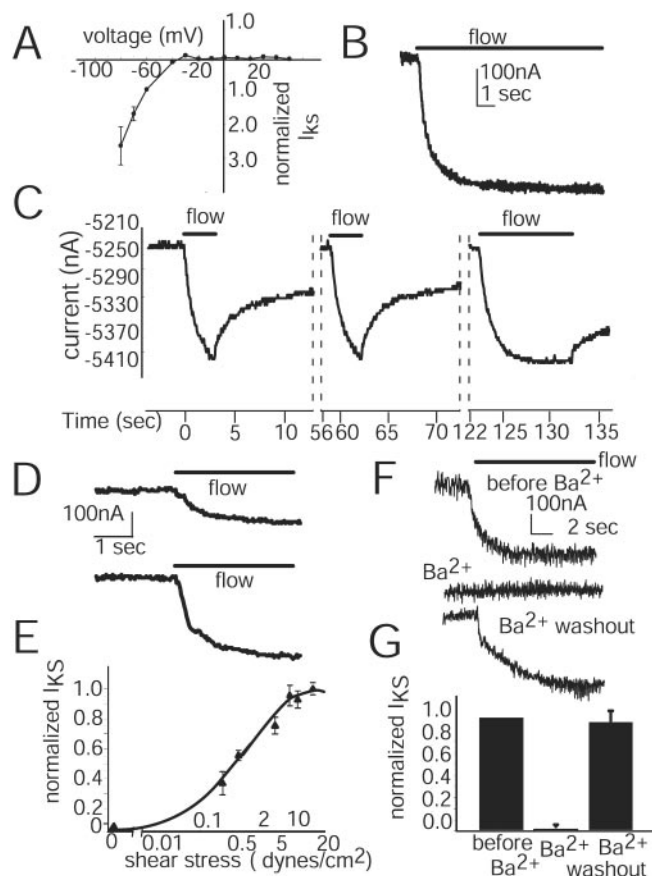 A
voltage (mV)
1.0
-100 -60 -20 20
1.0
2.0
3.0
normalized
IKS
B
flow
100nA
1 sec
C
current (nA)
-5210
-5250
-5290
-5330
-5370
-5410
flow
flow
flow
Time (sec)
0 5 10 56 60 65 70 122 125 130 135
D
flow
100nA
1 sec
flow
E
normalized IKS
1.0
0.8
0.6
0.4
0.2
0
0 0.01 0.1 0.5 2 5 10 20
shear stress ( dynes/cm2)
F
flow
before Ba2+
100nA
2 sec
Ba2+
Ba2+ washout
G
normalized IKS
1.0
0.8
0.6
0.4
0.2
0.0
before
Ba2+
Ba2+
Ba2+
washout